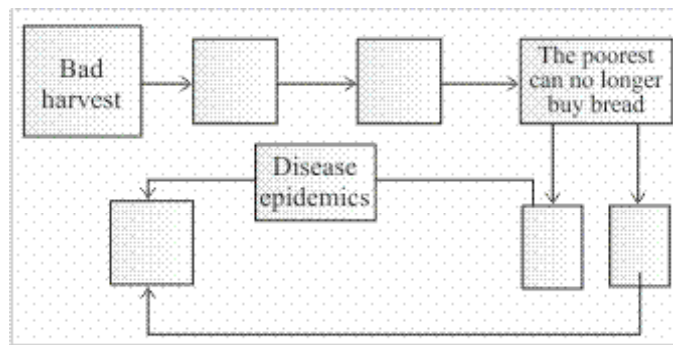 Bad
harvest
The poorest
can no longer
buy bread
Disease
epidemics